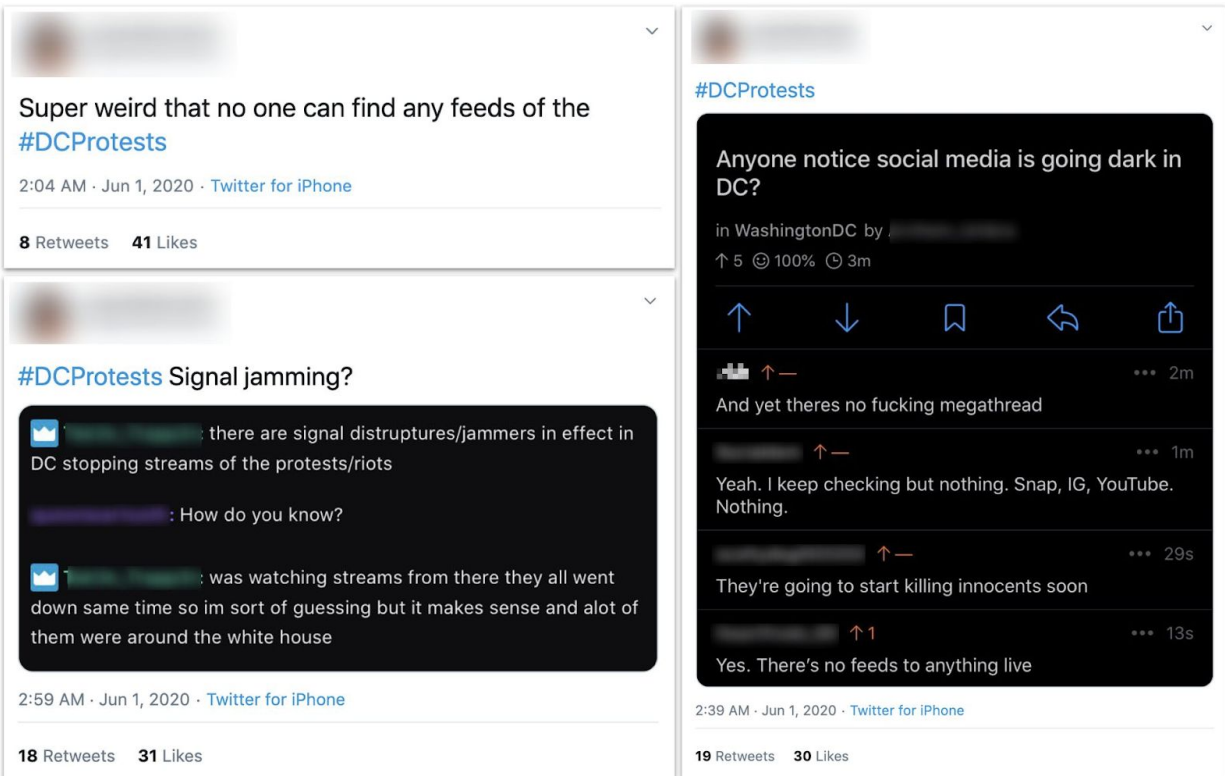 Super weird that no one can find any feeds of the
#DCProtests
2:04 AM · Jun 1, 2020 · Twitter for iPhone
8 Retweets 41 Likes
#DCProtests Signal jamming?
: there are signal distruptures/jammers in effect in
DC stopping streams of the protests/riots
: How do you know?
: was watching streams from there they all went
down same time so im sort of guessing but it makes sense and alot of
them were around the white house
2:59 AM · Jun 1, 2020 · Twitter for iPhone
18 Retweets 31 Likes
#DCProtests
Anyone notice social media is going dark in
DC?
in WashingtonDC by
5 100% 3m
2m
And yet theres no fucking megathread
1m
Yeah. I keep checking but nothing. Snap, IG, YouTube.
Nothing.
29s
They're going to start killing innocents soon
1 13s
Yes. There's no feeds to anything live
2:39 AM · Jun 1, 2020 · Twitter for iPhone
19 Retweets 30 Likes